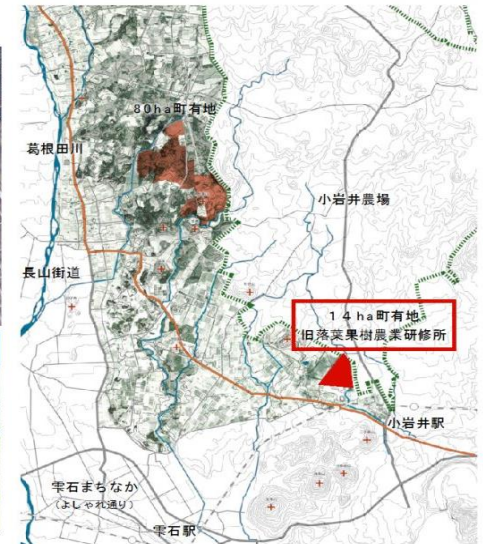 80ha町有地
葛根田川
小岩井農場
長山街道
14ha町有地
旧落葉果樹農業研修所
小岩井駅
雫石まちなか
（よしゃれ通り）
雫石駅